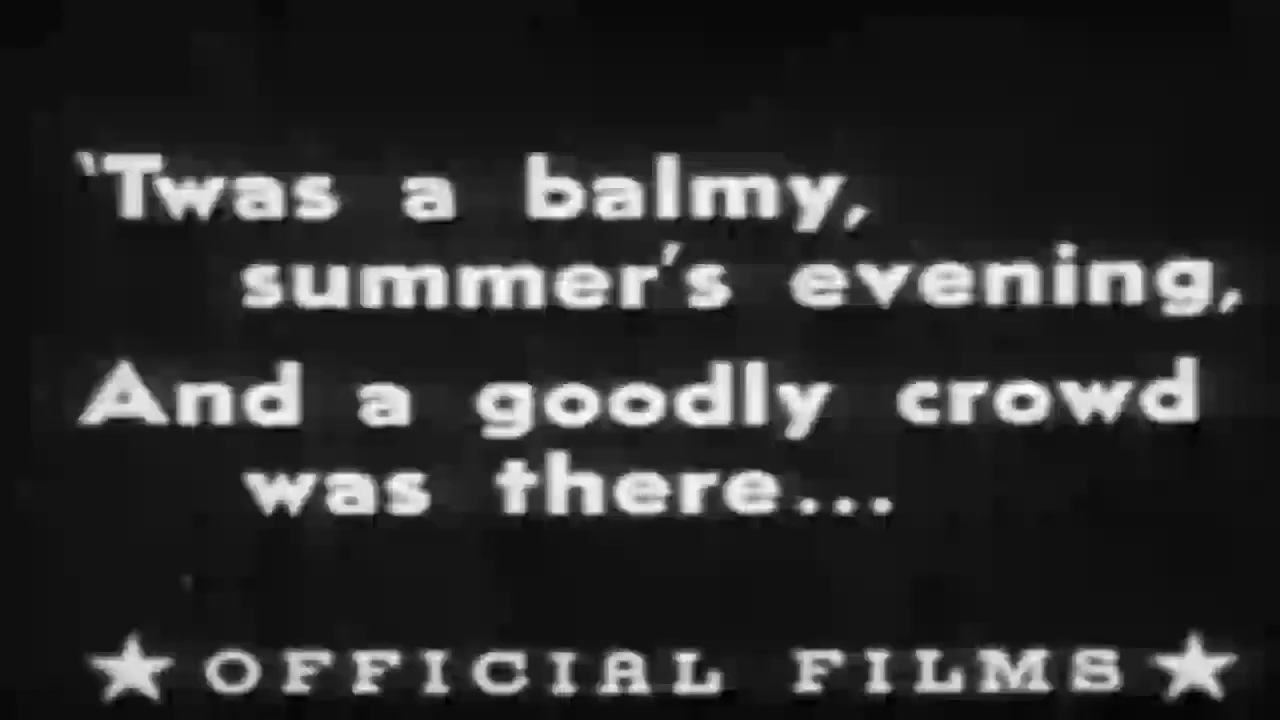 'Twas a balmy,
summer's evening,
And a goodly crowd
was there...
★ OFFICIAL FILMS ★